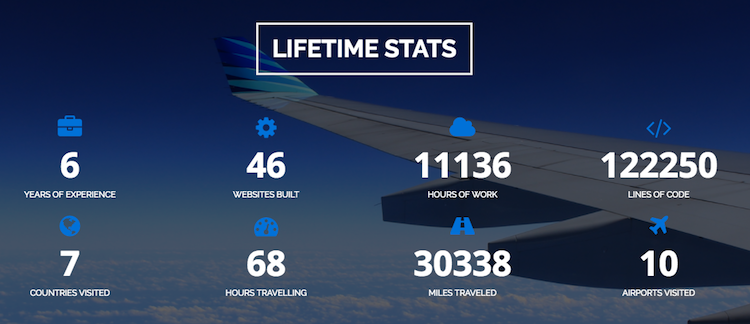 LIFETIME STATS
6
46
11136
122250
YEARS OF EXPERIENCE
WEBSITES BUILT
HOURS OF WORK
LINES OF CODE
7
68
30338
10
COUNTRIES VISITED
HOURS TRAVELLING
MILES TRAVELED
AIRPORTS VISITED